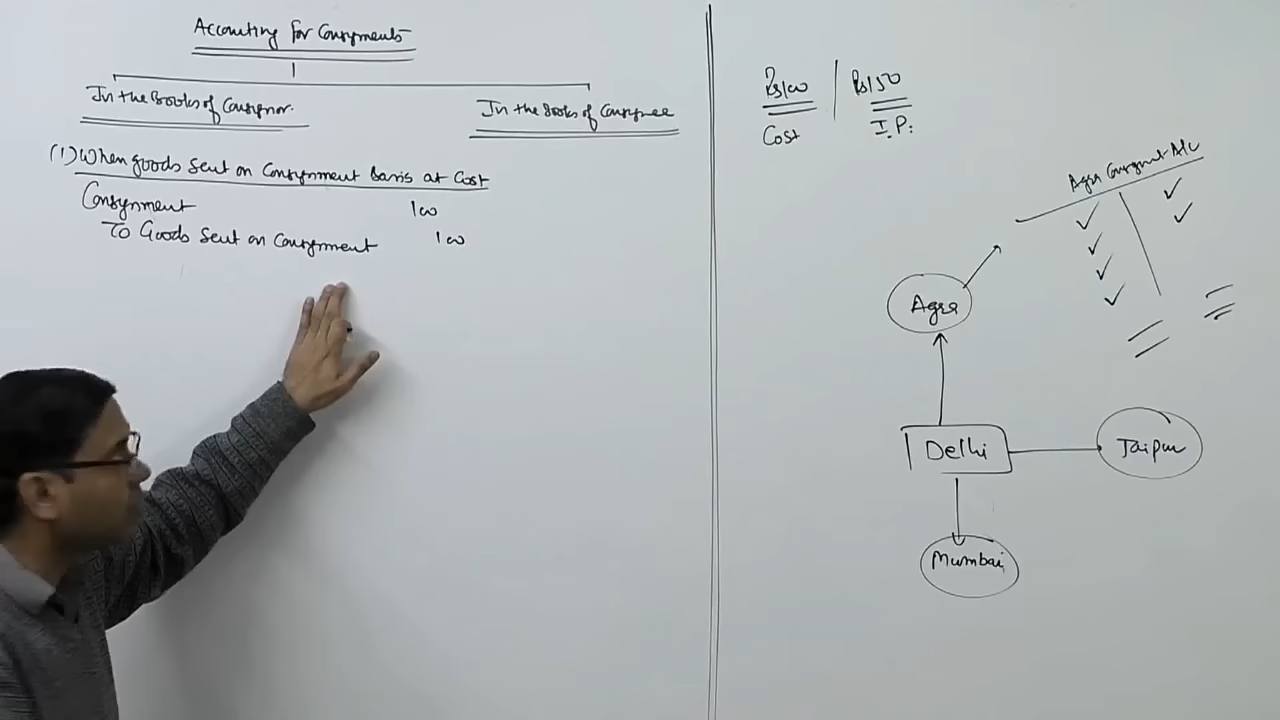 Accounting for Consignments
In the Books of Consignor
In the Books of Consignee
(1) When goods sent on Consignment Basis at Cost
Consignment 100
To Goods Sent on Consignment 100
Rs100 Rs150
Cost I.P.
Agra Consignment A/c
Agra
Delhi
Jaipur
Mumbai